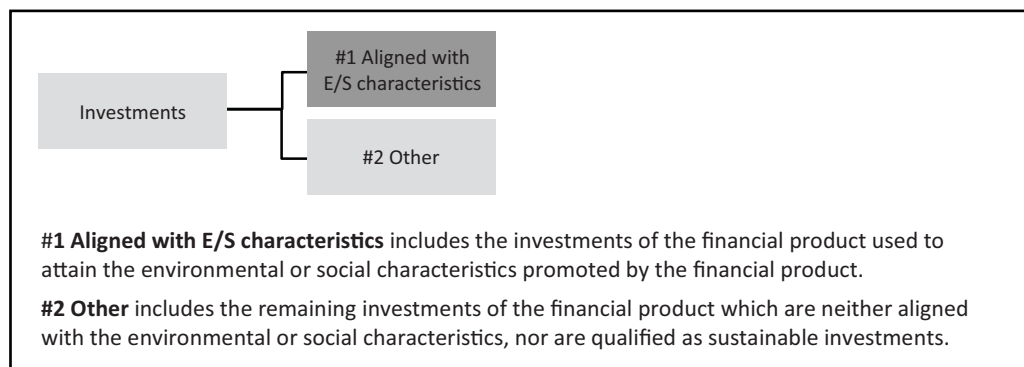 #1 Aligned with
E/S characteristics
Investments
#2 Other
#1 Aligned with E/S characteristics includes the investments of the financial product used to
attain the environmental or social characteristics promoted by the financial product.
#2 Other includes the remaining investments of the financial product which are neither aligned
with the environmental or social characteristics, nor are qualified as sustainable investments.